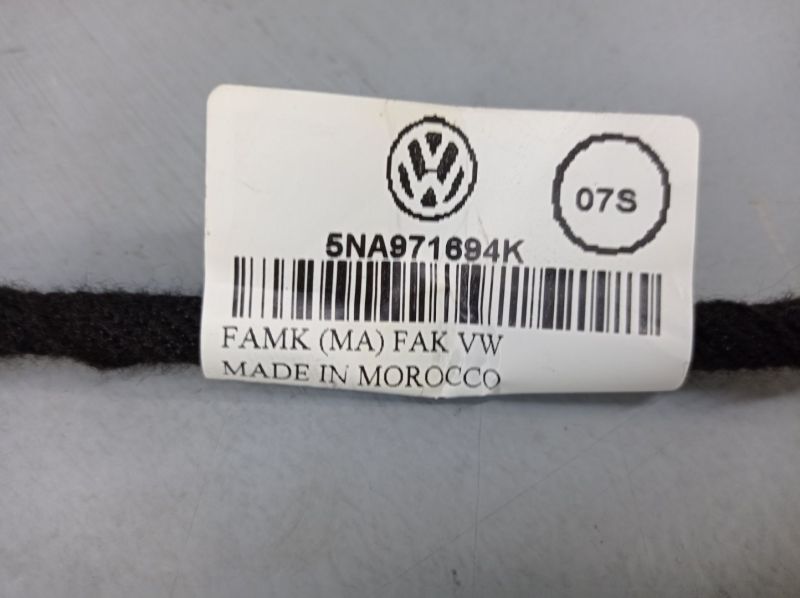 07S
5NA971694K
FAMK (MA) FAK VW
MADE IN MOROCCO